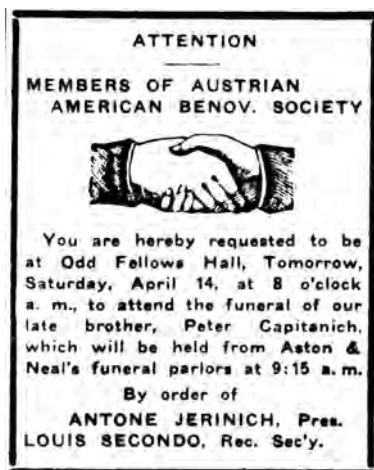 ATTENTION
MEMBERS OF AUSTRIAN
AMERICAN BENOV. SOCIETY
You are hereby requested to be
at Odd Fellows Hall, Tomorrow,
Saturday, April 14, at 8 o'clock
a. m., to attend the funeral of our
late brother, Peter Capitanich,
which will be held from Aston &
Neal's funeral parlors at 9:15 a. m.
By order of
ANTONE JERINICH, Pres.
LOUIS SECONDO, Rec. Sec'y.